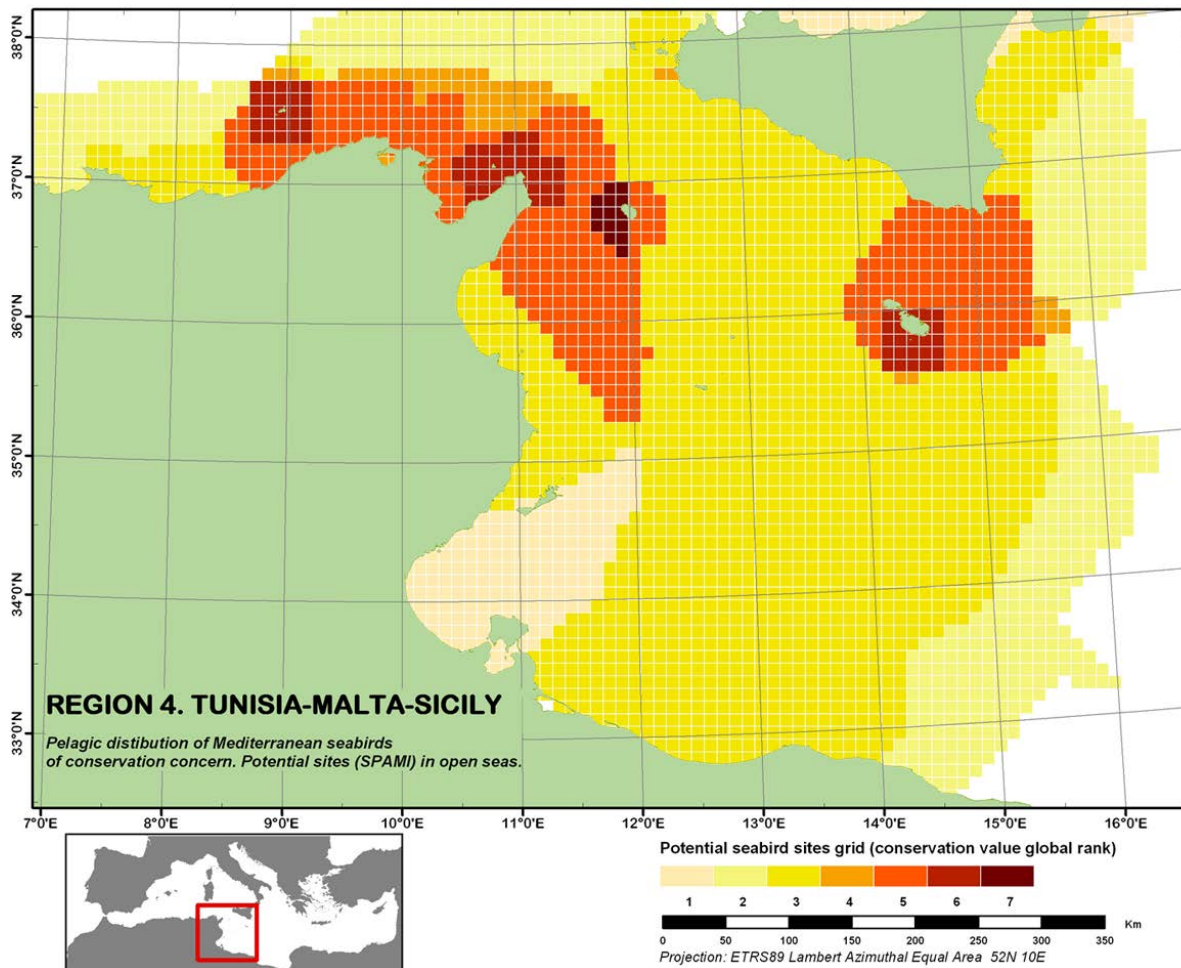 38°0'N
37°0'N
36°0'N
35°0'N
34°0'N
33°0'N
REGION 4. TUNISIA-MALTA-SICILY
Pelagic distibution of Mediterranean seabirds
of conservation concern. Potential sites (SPAMI) in open seas.
7°0'E 8°0'E 9°0'E 10°0'E 11°0'E 12°0'E 13°0'E 14°0'E 15°0'E 16°0'E
Potential seabird sites grid (conservation value global rank)
1 2 3 4 5 6 7
Km
0 50 100 150 200 250 300 350
Projection: ETRS89 Lambert Azimuthal Equal Area 52N 10E